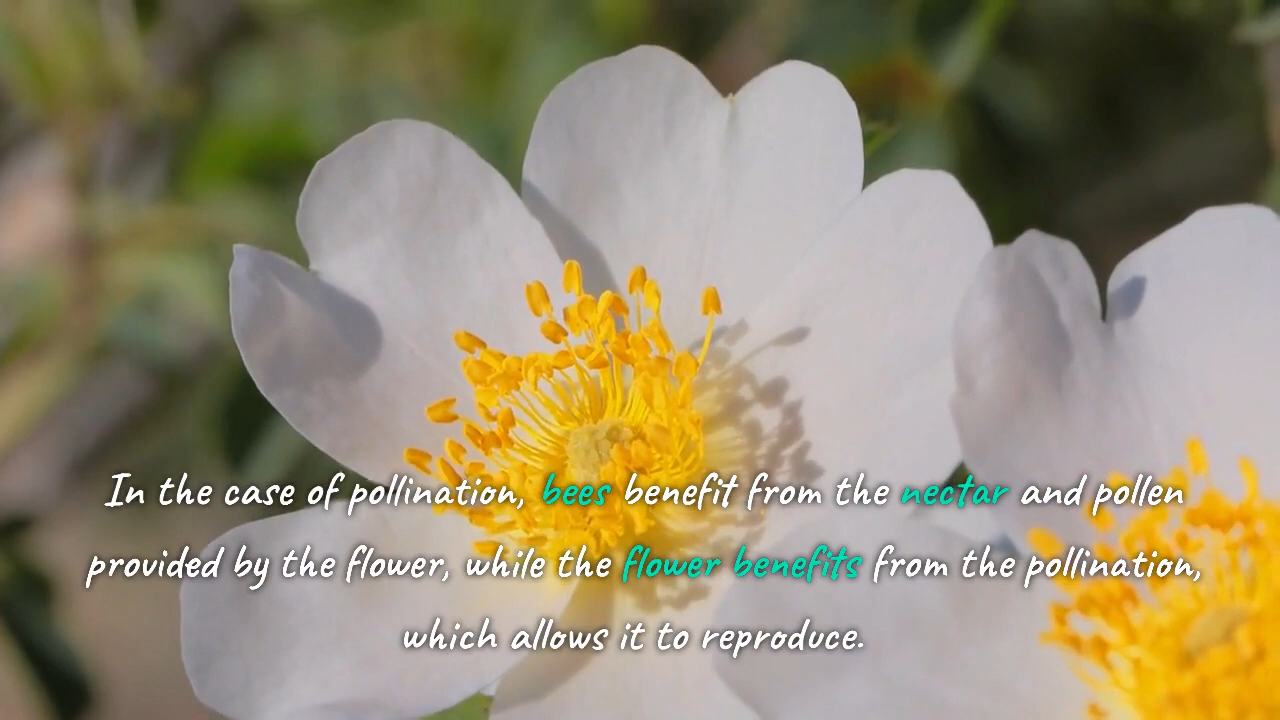 In the case of pollination, bees benefit from the nectar and pollen
provided by the flower, while the flower benefits from the pollination,
which allows it to reproduce.